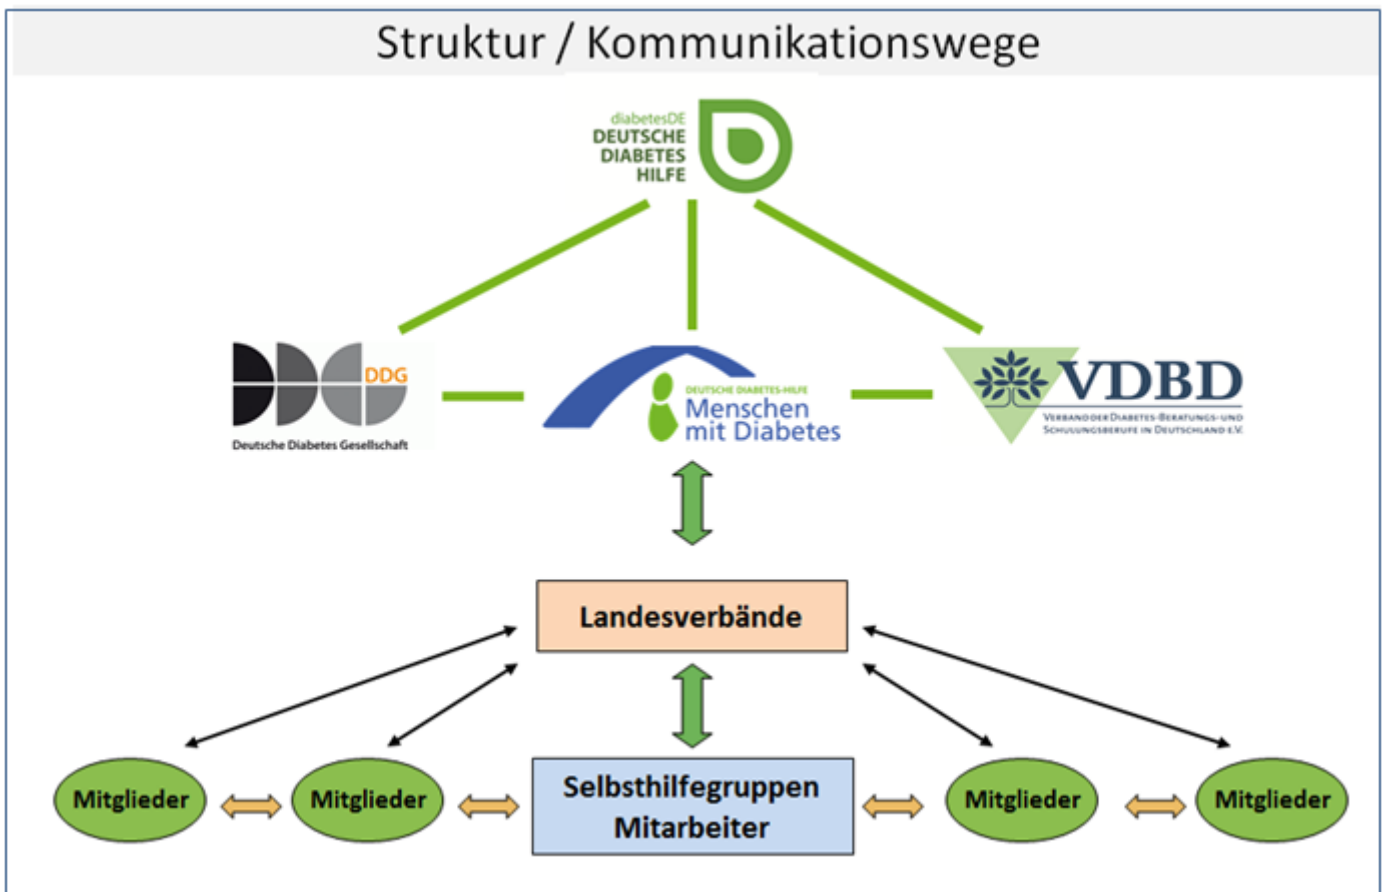 Struktur / Kommunikationswege
diabetesDE
DEUTSCHE
DIABETES
HILFE
DDG
Deutsche Diabetes Gesellschaft
DEUTSCHE DIABETES-HILFE
Menschen
mit Diabetes
VDBD
VERBAND DER DIABETES-BERATUNGS- UND
SCHULUNGSBERUFE IN DEUTSCHLAND E.V.
Landesverbände
Mitglieder
Mitglieder
Selbsthilfegruppen
Mitarbeiter
Mitglieder
Mitglieder